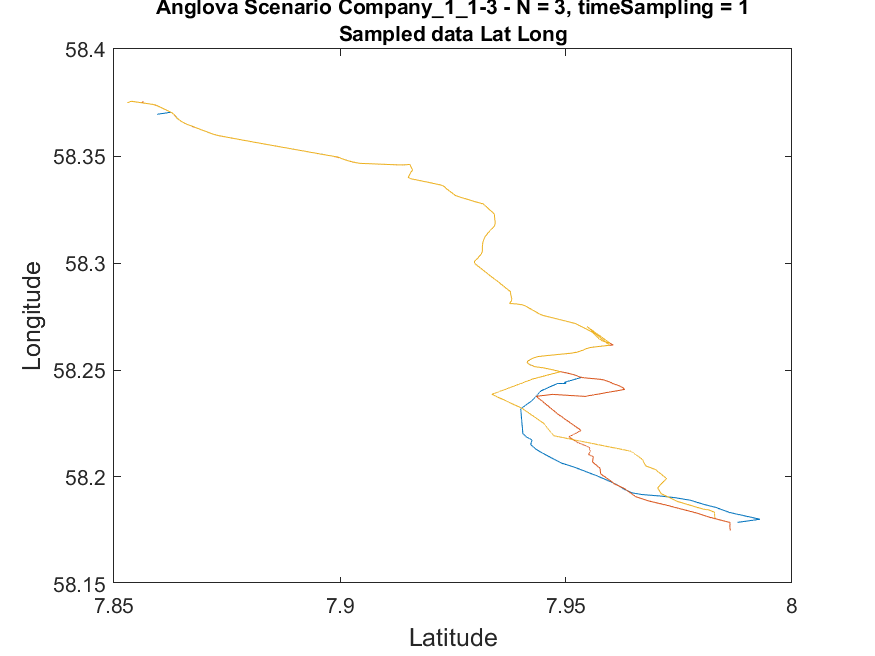 Anglova Scenario Company_1_1-3 - N = 3, timeSampling = 1
Sampled data Lat Long
58.4
58.35
58.3
58.25
58.2
58.15
Longitude
7.85 7.9 7.95 8
Latitude